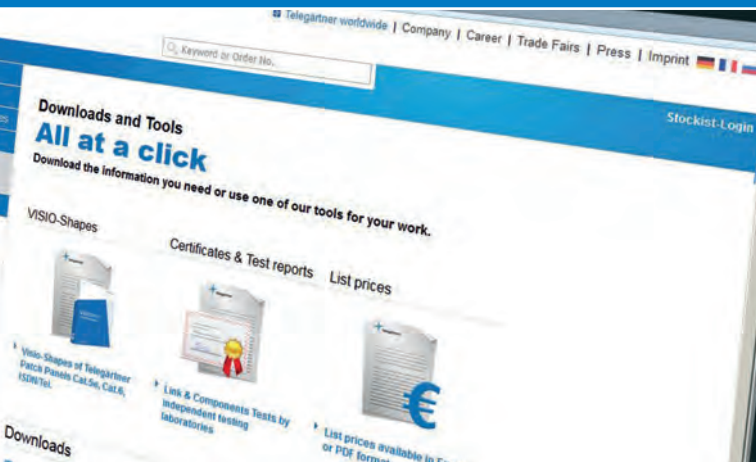 Telegärtner worldwide | Company | Career | Trade Fairs | Press | Imprint
Keyword or Order No.
Stockist-Login
Downloads and Tools
All at a click
Download the information you need or use one of our tools for your work.
VISIO-Shapes
Certificates & Test reports
List prices
Visio-Shapes of Telegärtner
Patch Panels Cat.5e, Cat.6,
ISDN/Tel.
Link & Components Tests by
independent testing
laboratories
List prices available in
or PDF format
€
Downloads